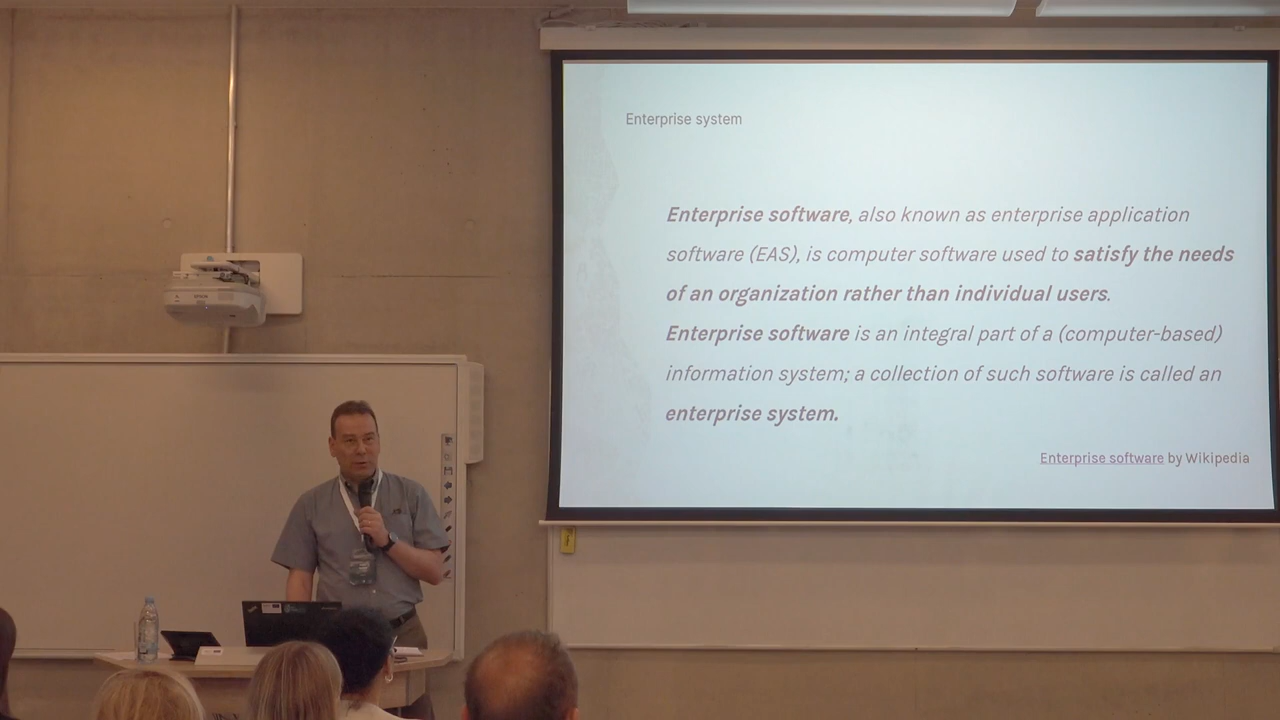 Enterprise system
Enterprise software, also known as enterprise application
software (EAS), is computer software used to satisfy the needs
of an organization rather than individual users.
Enterprise software is an integral part of a (computer-based)
information system; a collection of such software is called an
enterprise system.
Enterprise software by Wikipedia
EPSON